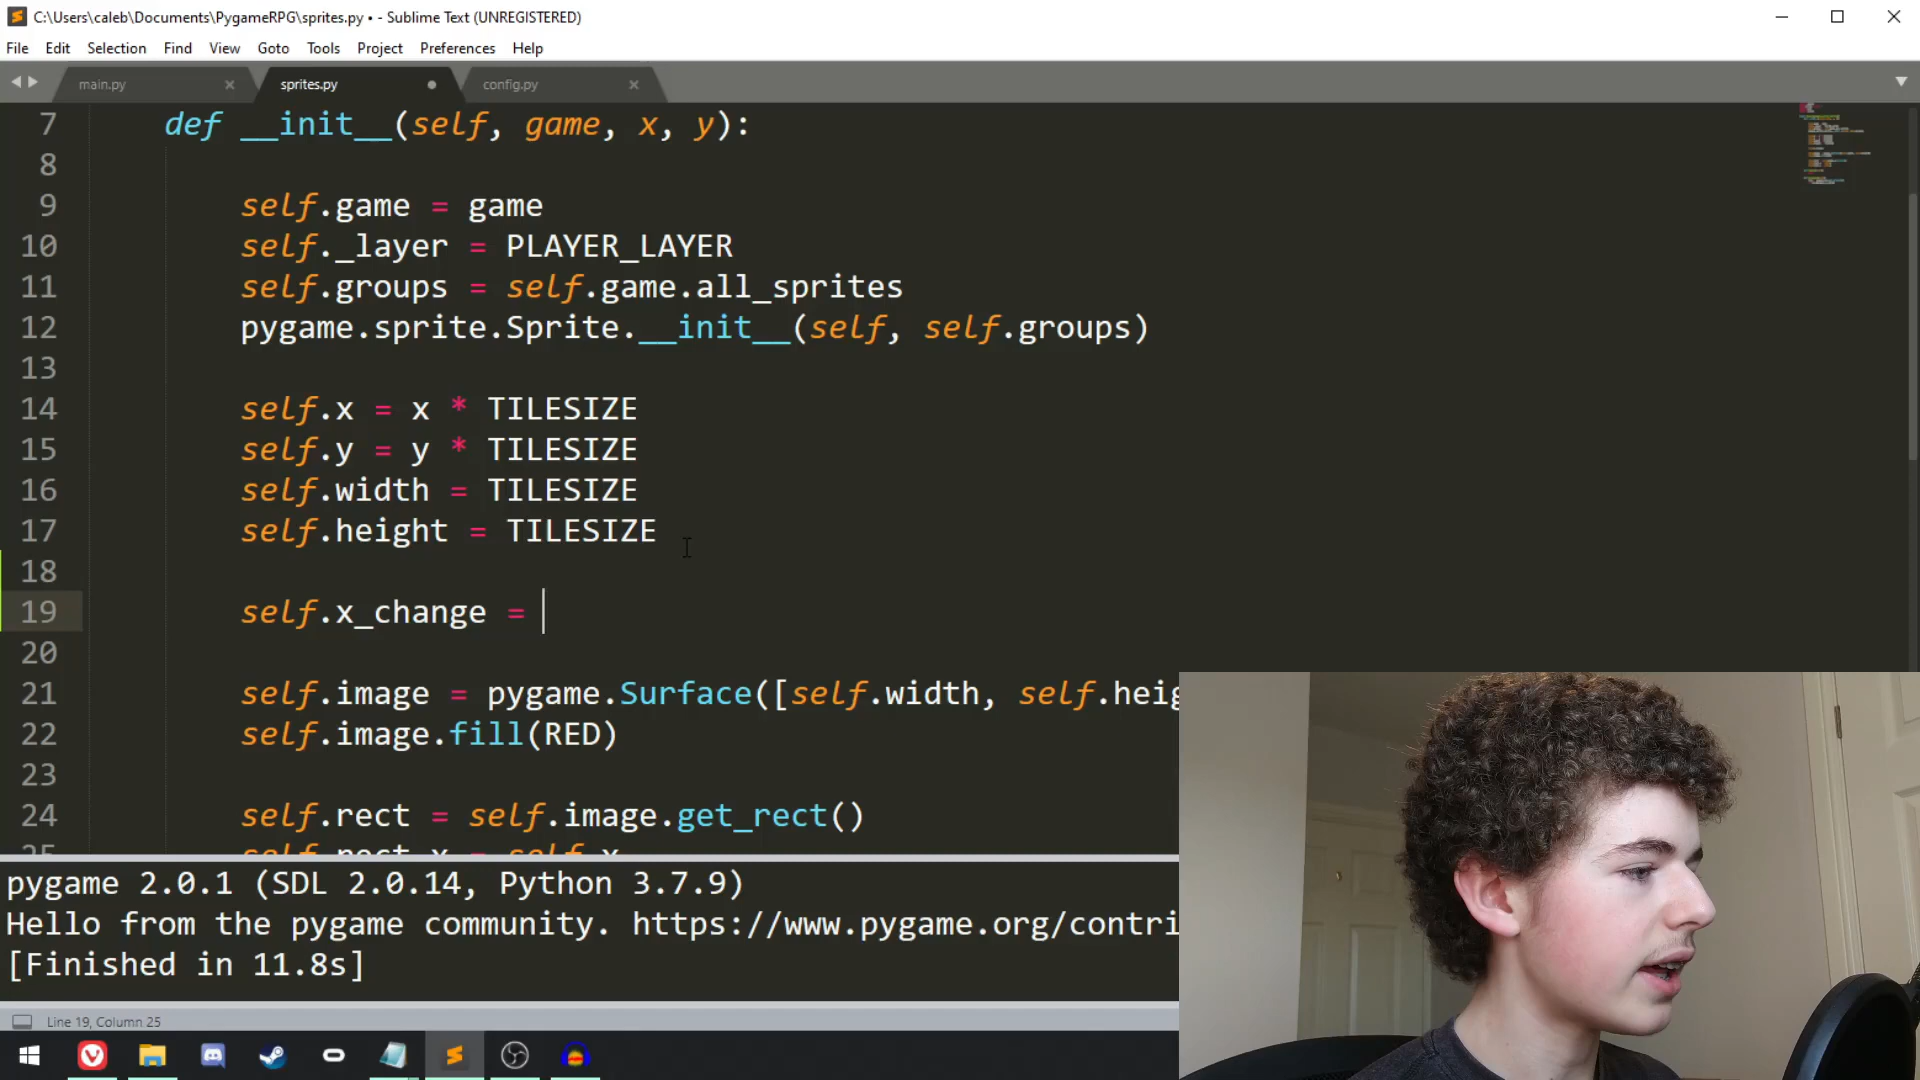 C:\Users\caleb\Documents\PygameRPG\sprites.py • - Sublime Text (UNREGISTERED)
File Edit Selection Find View Goto Tools Project Preferences Help
main.py × sprites.py config.py ×
7 def __init__(self, game, x, y):
8
9 self.game = game
10 self._layer = PLAYER_LAYER
11 self.groups = self.game.all_sprites
12 pygame.sprite.Sprite.__init__(self, self.groups)
13
14 self.x = x * TILESIZE
15 self.y = y * TILESIZE
16 self.width = TILESIZE
17 self.height = TILESIZE
18
19 self.x_change =
20
21 self.image = pygame.Surface([self.width, self.heig
22 self.image.fill(RED)
23
24 self.rect = self.image.get_rect()
25 self.rect.x = self.x
pygame 2.0.1 (SDL 2.0.14, Python 3.7.9)
Hello from the pygame community. https://www.pygame.org/contri
[Finished in 11.8s]
Line 19, Column 25